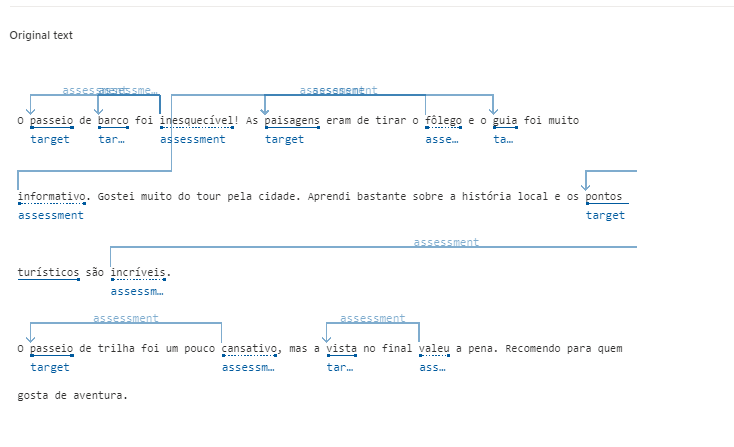 Original text
assessment assessme… assessment assessment
O passeio de barco foi inesquecível! As paisagens eram de tirar o fôlego e o guia foi muito
target tar… assessment target asse… ta…
informativo. Gostei muito do tour pela cidade. Aprendi bastante sobre a história local e os pontos
assessment target
assessment
turísticos são incríveis.
assessm…
assessment assessment
O passeio de trilha foi um pouco cansativo, mas a vista no final valeu a pena. Recomendo para quem
target assessm… tar… ass…
gosta de aventura.